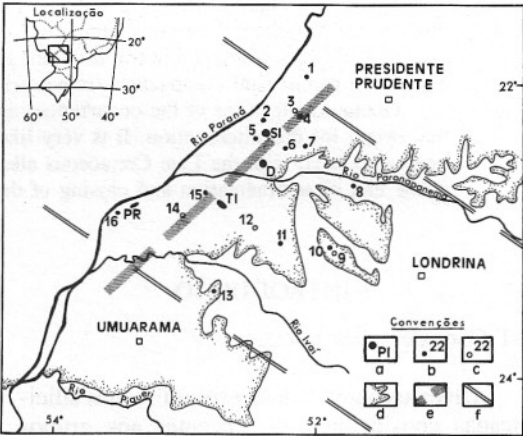 Localização
20°
30°
60° 50°
1
PRESIDENTE
PRUDENTE
22°
Rio Paraná
2
3
4
SI
5
6
7
D
Rio Paranapanema
8
15
TI
14
PR
16
12
11
10
9
LONDRINA
13
UMUARAMA
Rio Ivaí
Rio Piquiri
Convenções
PI 22 22
a b c
d e f
24°
54° 52°